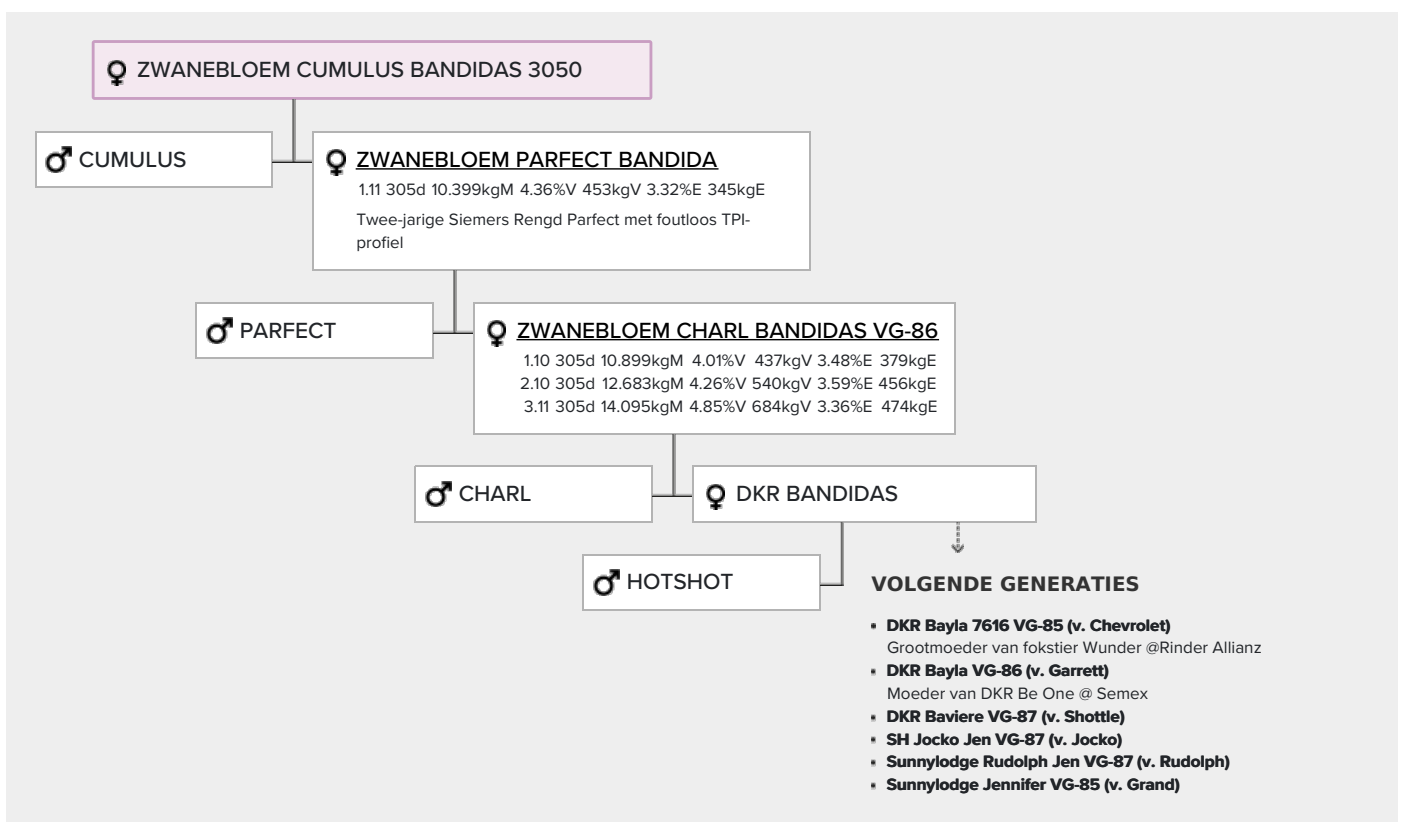 ZWANEBLOEM CUMULUS BANDIDAS 3050
CUMULUS
ZWANEBLOEM PARFECT BANDIDA
1.11 305d 10.399kgM 4.36%V 453kgV 3.32%E 345kgE
Twee-jarige Siemers Rengd Parfect met foutloos TPI-
profiel
PARFECT
ZWANEBLOEM CHARL BANDIDAS VG-86
1.10 305d 10.899kgM 4.01%V 437kgV 3.48%E 379kgE
2.10 305d 12.683kgM 4.26%V 540kgV 3.59%E 456kgE
3.11 305d 14.095kgM 4.85%V 684kgV 3.36%E 474kgE
CHARL
DKR BANDIDAS
HOTSHOT
VOLGENDE GENERATIES
DKR Bayla 7616 VG-85 (v. Chevrolet)
Grootmoeder van fokstier Wunder @Rinder Allianz
DKR Bayla VG-86 (v. Garrett)
Moeder van DKR Be One @ Semex
DKR Baviere VG-87 (v. Shottle)
SH Jocko Jen VG-87 (v. Jocko)
Sunnylodge Rudolph Jen VG-87 (v. Rudolph)
Sunnylodge Jennifer VG-85 (v. Grand)